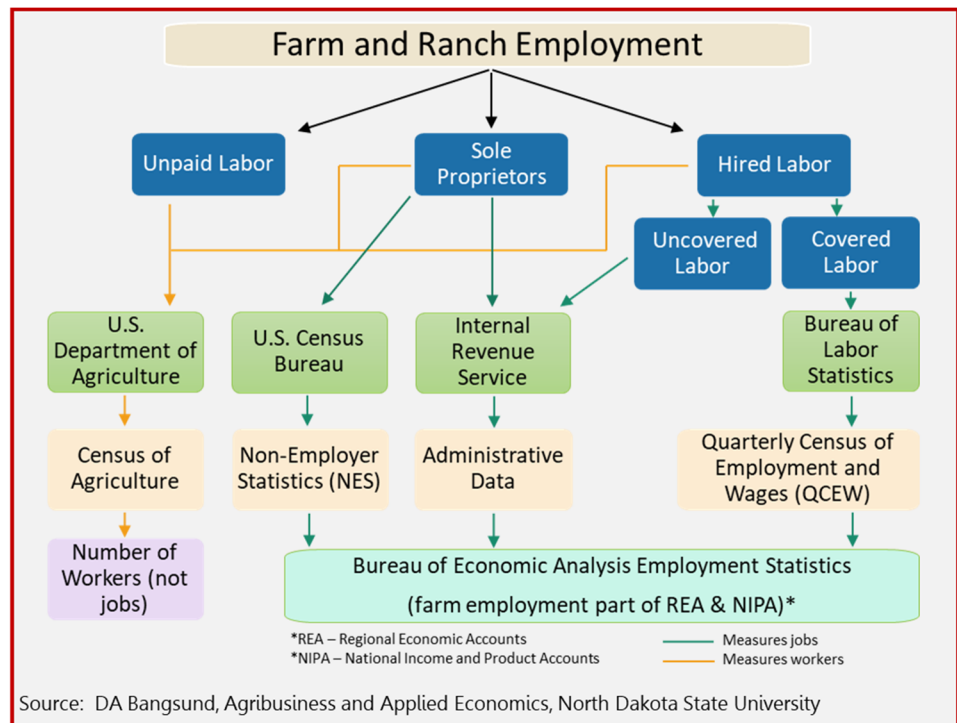 Farm and Ranch Employment
Unpaid Labor
Sole
Proprietors
Hired Labor
Uncovered
Labor
Covered
Labor
U.S.
Department of
Agriculture
U.S. Census
Bureau
Internal
Revenue
Service
Bureau of
Labor
Statistics
Census of
Agriculture
Non-Employer
Statistics (NES)
Administrative
Data
Quarterly Census of
Employment and
Wages (QCEW)
Number of
Workers (not
jobs)
Bureau of Economic Analysis Employment Statistics
(farm employment part of REA & NIPA)*
*REA – Regional Economic Accounts
*NIPA – National Income and Product Accounts
Measures jobs
Measures workers
Source: DA Bangsund, Agribusiness and Applied Economics, North Dakota State University